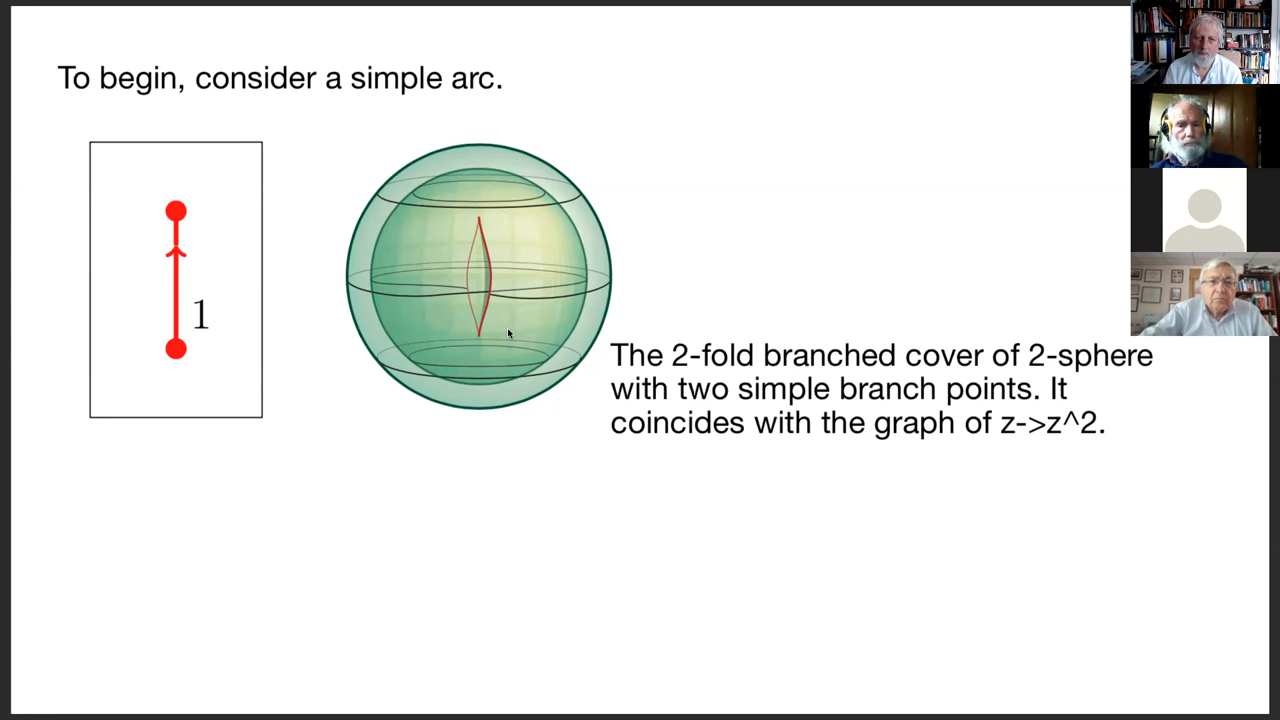 To begin, consider a simple arc.
1
The 2-fold branched cover of 2-sphere
with two simple branch points. It
coincides with the graph of z->z^2.